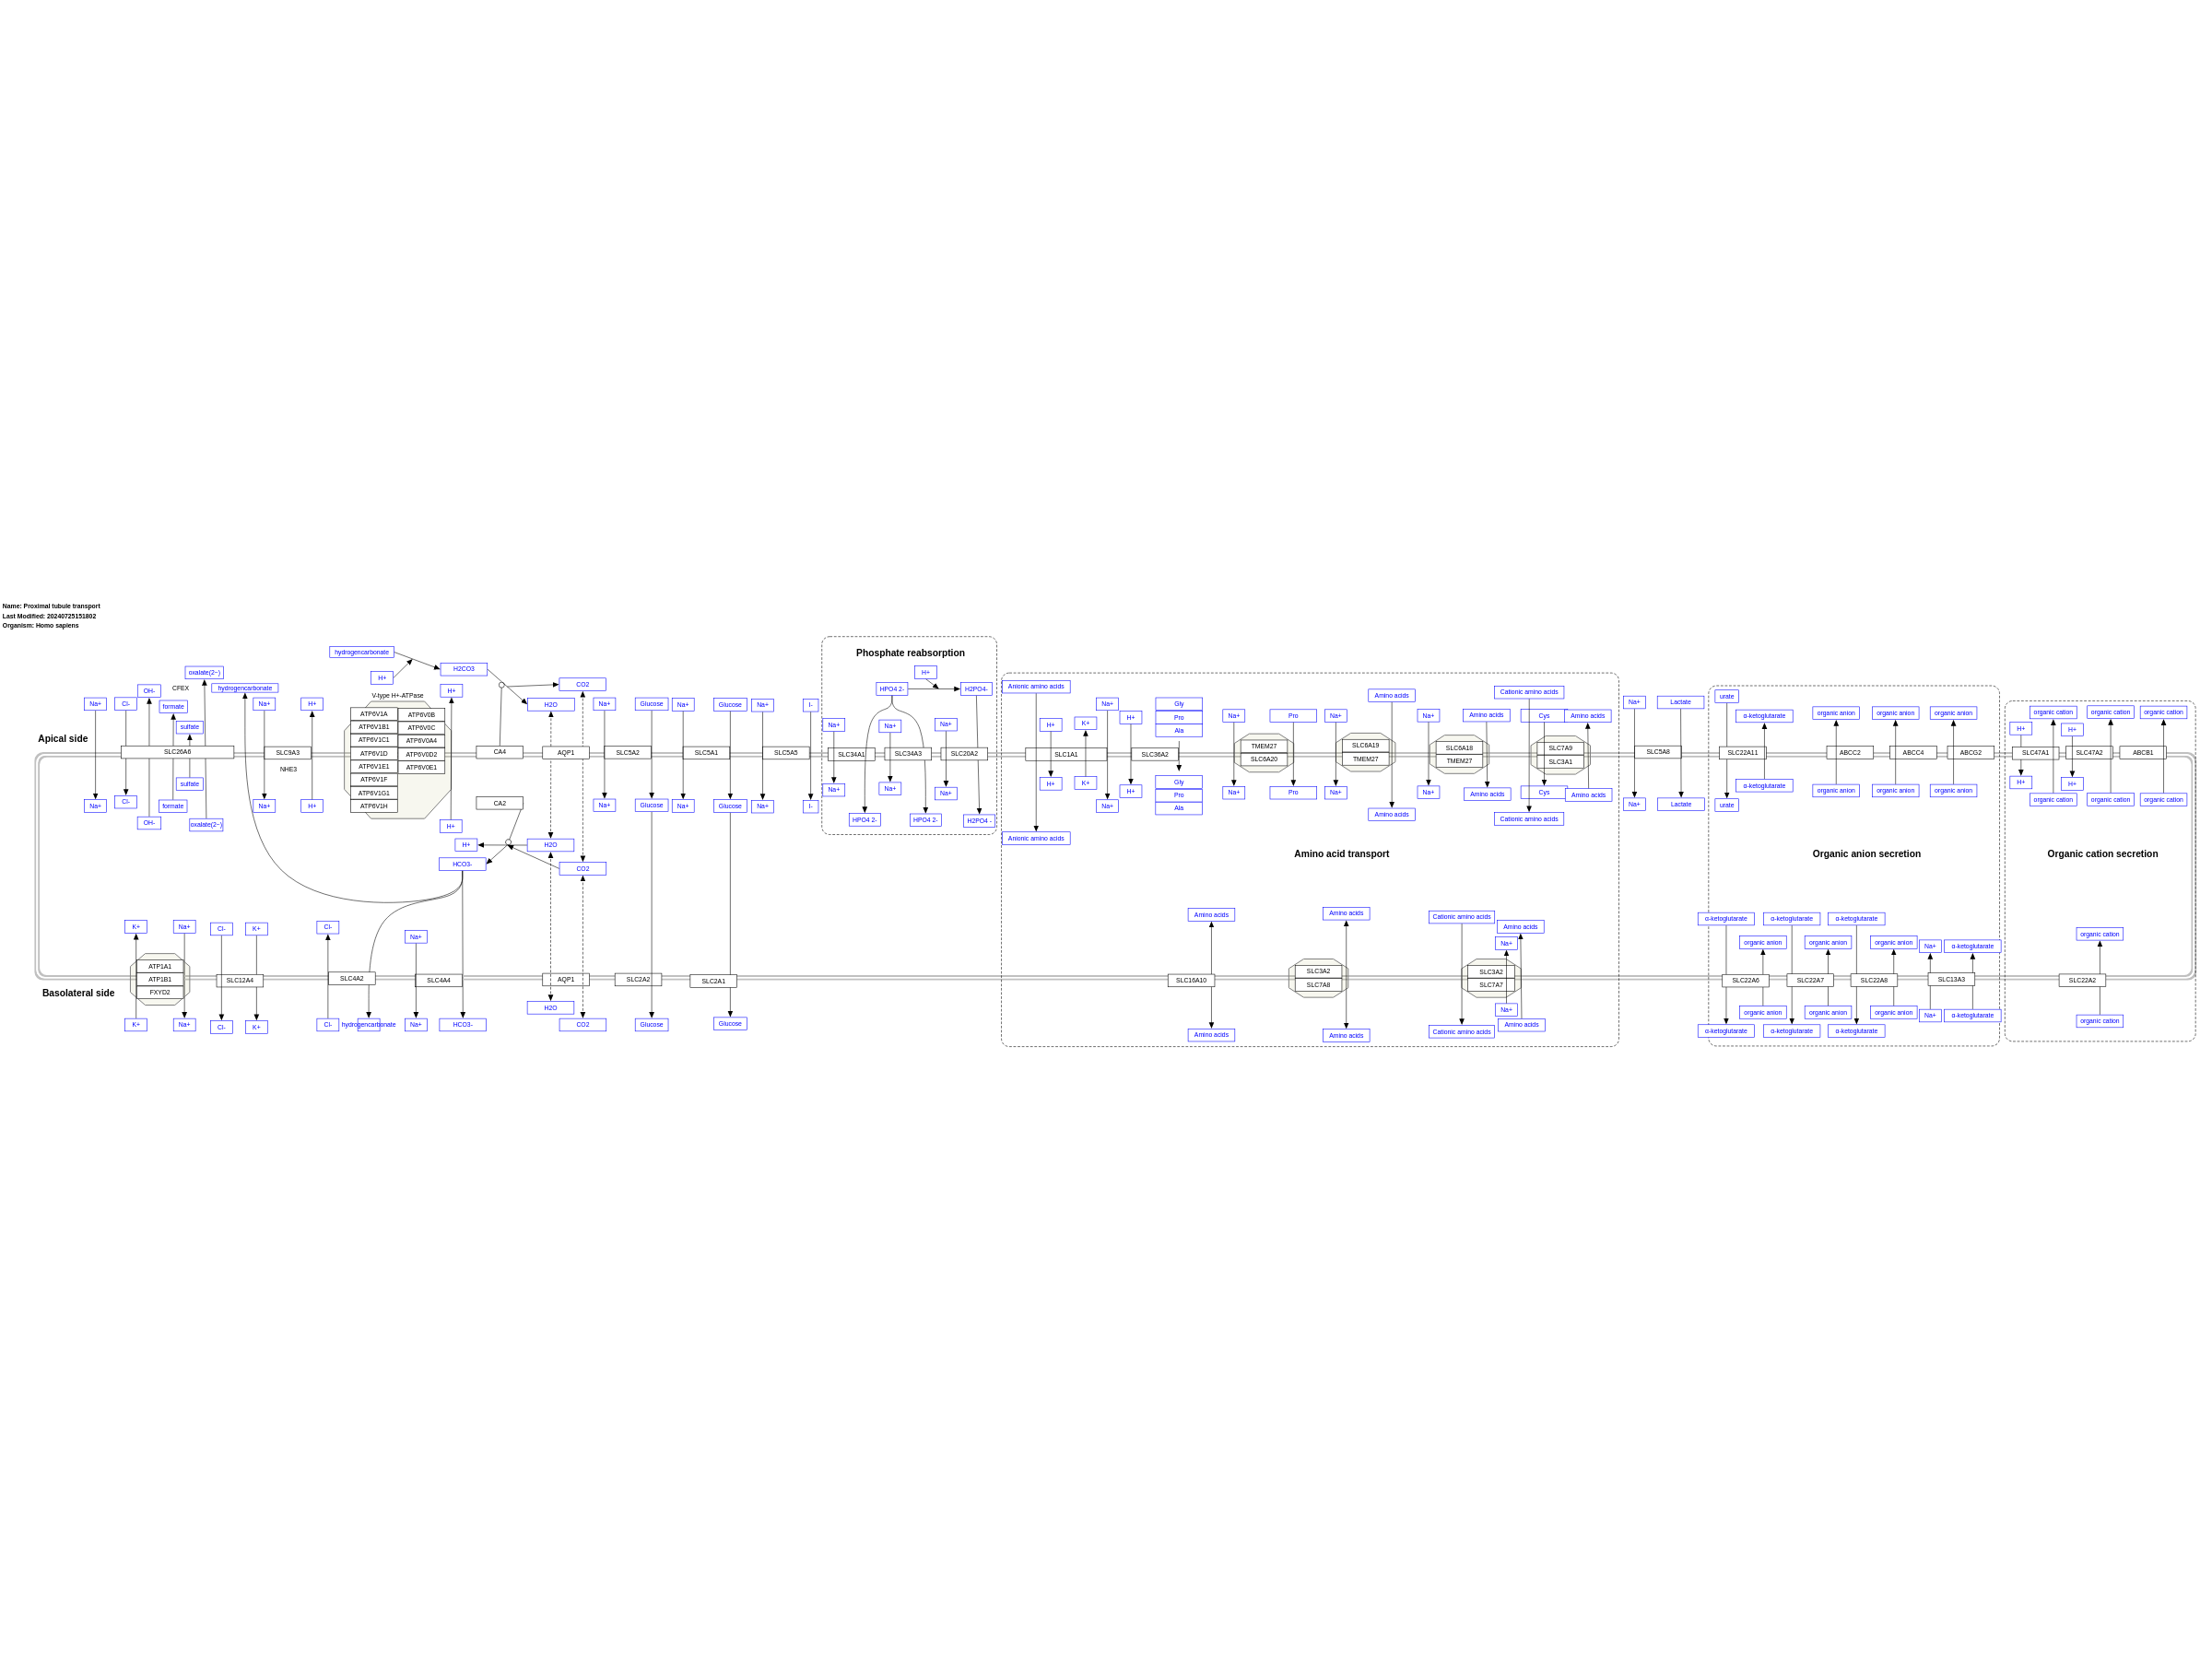 Name: Proximal tubule transport
Last Modified: 20240725151802
Organism: Homo sapiens
hydrogencarbonate
H+
H2CO3
CO2
H2O
oxalate(2−)
CFEX
OH-
formate
sulfate
hydrogencarbonate
Na+
Cl-
Na+
H+
V-type H+-ATPase
H+
Na+
Glucose
Na+
Glucose
Na+
I-
Apical side
SLC26A6
SLC9A3
NHE3
ATP6V1A
ATP6V1B1
ATP6V1C1
ATP6V1D
ATP6V1E1
ATP6V1F
ATP6V1G1
ATP6V1H
ATP6V0B
ATP6V0C
ATP6V0A4
ATP6V0D2
ATP6V0E1
CA4
AQP1
SLC5A2
SLC5A1
SLC5A5
Na+
Cl-
OH-
formate
sulfate
oxalate(2−)
Na+
H+
H+
CA2
Na+
Glucose
Na+
Glucose
Na+
I-
H+
H2O
HCO3-
CO2
Phosphate reabsorption
H+
HPO4 2-
H2PO4-
Na+
Na+
Na+
SLC34A1
SLC34A3
SLC20A2
Na+
Na+
Na+
HPO4 2-
HPO4 2-
H2PO4 -
Anionic amino acids
H+
K+
Na+
H+
Gly
Pro
Ala
Na+
Pro
Na+
Amino acids
Na+
Amino acids
Cationic amino acids
Cys
Amino acids
SLC1A1
SLC36A2
TMEM27
SLC6A20
SLC6A19
TMEM27
SLC6A18
TMEM27
SLC7A9
SLC3A1
H+
K+
Na+
H+
Gly
Pro
Ala
Na+
Pro
Na+
Amino acids
Na+
Amino acids
Cys
Amino acids
Cationic amino acids
Anionic amino acids
Amino acid transport
Na+
Lactate
SLC5A8
Na+
Lactate
urate
α-ketoglutarate
organic anion
organic anion
organic anion
SLC22A11
ABCC2
ABCC4
ABCG2
α-ketoglutarate
urate
organic anion
organic anion
organic anion
Organic anion secretion
organic cation
organic cation
organic cation
H+
H+
SLC47A1
SLC47A2
ABCB1
H+
H+
organic cation
organic cation
organic cation
Organic cation secretion
K+
Na+
Cl-
K+
Cl-
Na+
Basolateral side
ATP1A1
ATP1B1
FXYD2
SLC12A4
SLC4A2
SLC4A4
AQP1
SLC2A2
SLC2A1
K+
Na+
Cl-
K+
Cl-
hydrogencarbonate
Na+
HCO3-
H2O
CO2
Glucose
Glucose
Amino acids
Amino acids
Cationic amino acids
Amino acids
Na+
SLC16A10
SLC3A2
SLC7A8
SLC3A2
SLC7A7
Na+
Amino acids
Amino acids
Amino acids
Cationic amino acids
α-ketoglutarate
α-ketoglutarate
α-ketoglutarate
organic anion
organic anion
organic anion
Na+
α-ketoglutarate
SLC22A6
SLC22A7
SLC22A8
SLC13A3
organic anion
organic anion
organic anion
Na+
α-ketoglutarate
α-ketoglutarate
α-ketoglutarate
α-ketoglutarate
organic cation
SLC22A2
organic cation